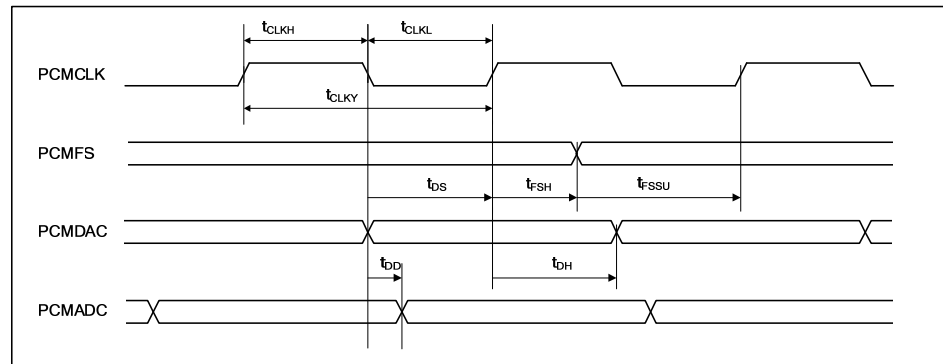 tCLKH tCLKL
PCMCLK
tCLKY
PCMFS
tDS tFSH tFSSU
PCMDAC
tDD tDH
PCMADC